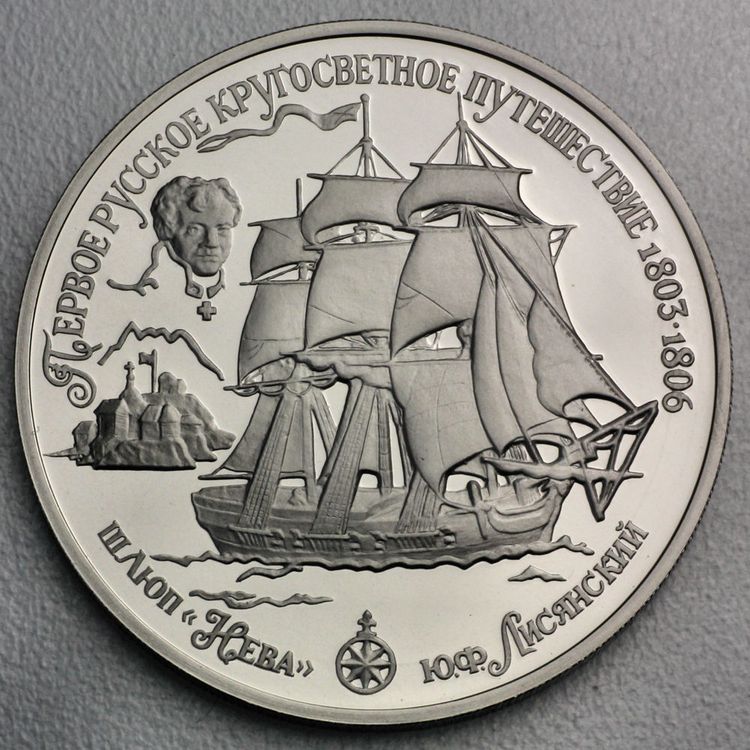 Первое русское кругосветное путешествие 1803·1806
шлюп «Нева»
Ю.Ф. Лисянский